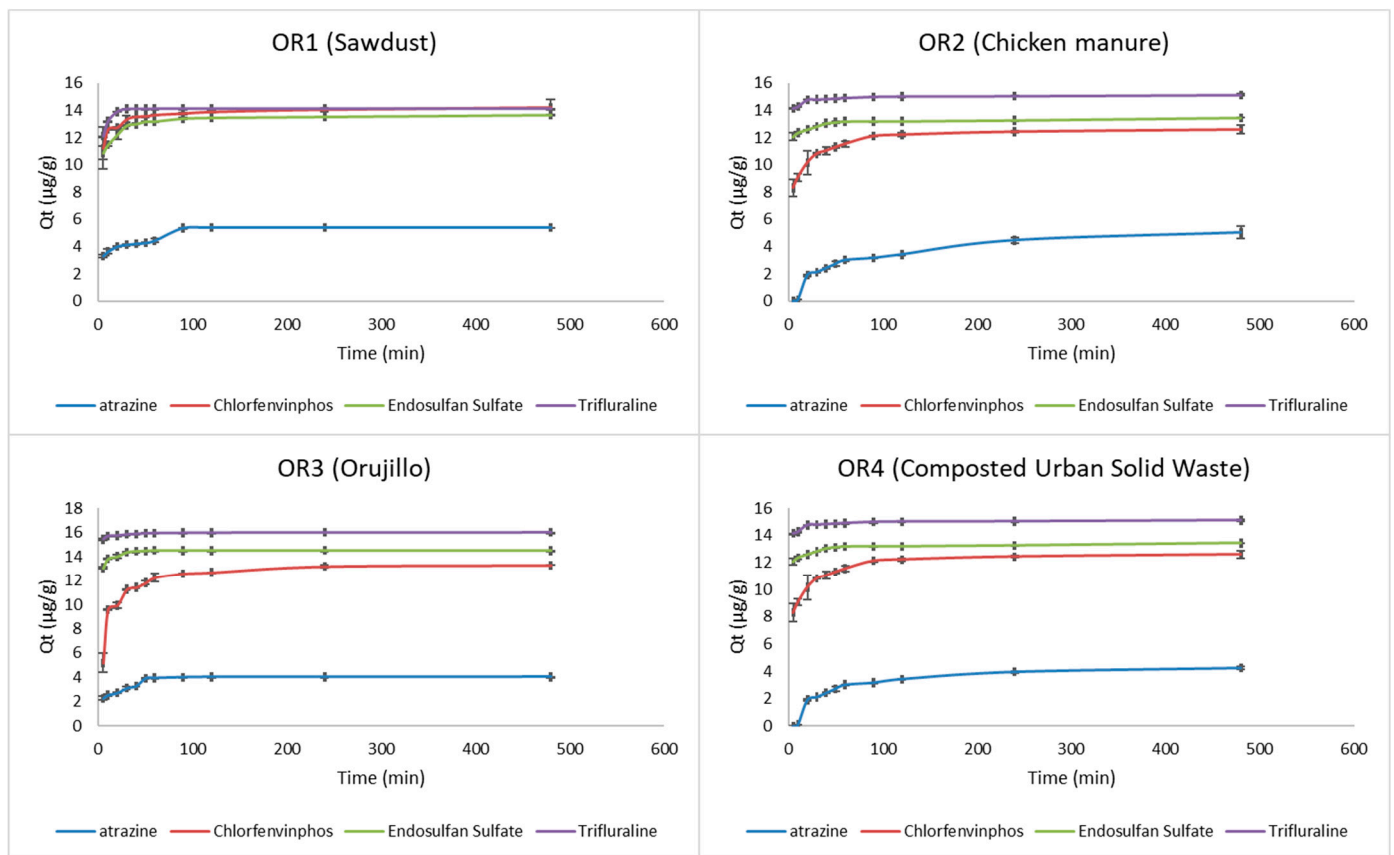 OR1 (Sawdust)
16
14
12
10
8
6
4
2
0
Qt (µg/g)
0 100 200 300 400 500 600
Time (min)
atrazine Chlorfenvinphos Endosulfan Sulfate Trifluraline
OR2 (Chicken manure)
16
14
12
10
8
6
4
2
0
Qt (µg/g)
0 100 200 300 400 500 600
Time (min)
atrazine Chlorfenvinphos Endosulfan Sulfate Trifluraline
OR3 (Orujillo)
18
16
14
12
10
8
6
4
2
0
Qt (µg/g)
0 100 200 300 400 500 600
Time (min)
atrazine Chlorfenvinphos Endosulfan Sulfate Trifluraline
OR4 (Composted Urban Solid Waste)
16
14
12
10
8
6
4
2
0
Qt (µg/g)
0 100 200 300 400 500 600
Time (min)
atrazine Chlorfenvinphos Endosulfan Sulfate Trifluraline